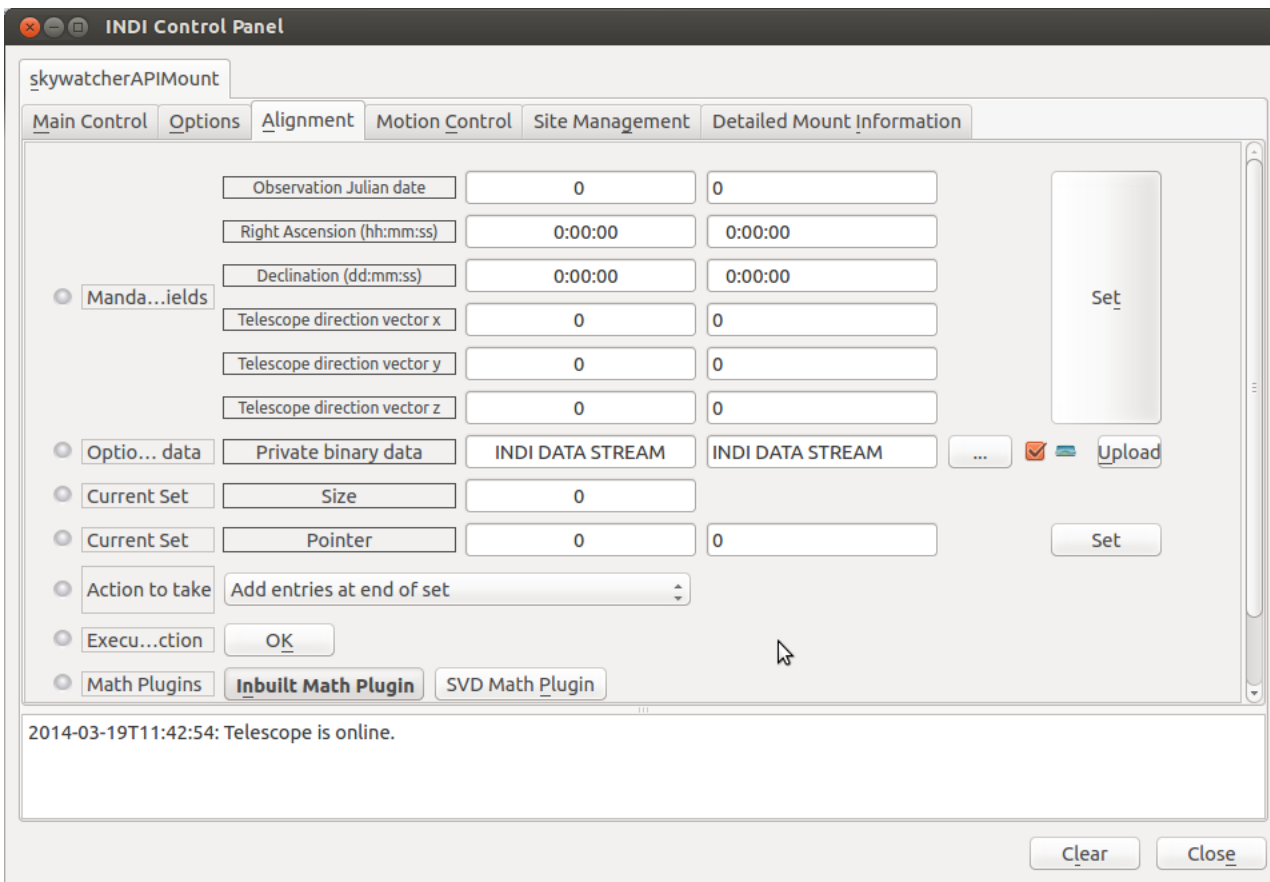 INDI Control Panel
skywatcherAPIMount
Main Control Options Alignment Motion Control Site Management Detailed Mount Information
Observation Julian date 0 0
Right Ascension (hh:mm:ss) 0:00:00 0:00:00
Declination (dd:mm:ss) 0:00:00 0:00:00
Manda...ields Set
Telescope direction vector x 0 0
Telescope direction vector y 0 0
Telescope direction vector z 0 0
Optio... data Private binary data INDI DATA STREAM INDI DATA STREAM ... Upload
Current Set Size 0
Current Set Pointer 0 0 Set
Action to take Add entries at end of set
Execu...ction OK
Math Plugins Inbuilt Math Plugin SVD Math Plugin
2014-03-19T11:42:54: Telescope is online.
Clear Close